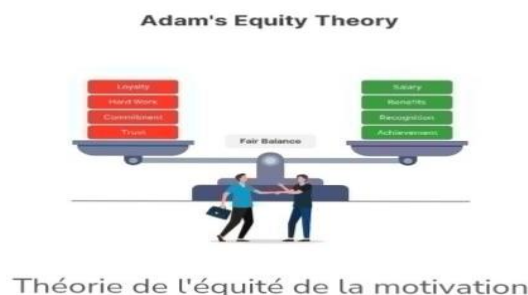 Adam's Equity Theory
Loyalty
Hard Work
Commitment
Trust
Salary
Benefits
Recognition
Achievement
Fair Balance
Théorie de l'équité de la motivation